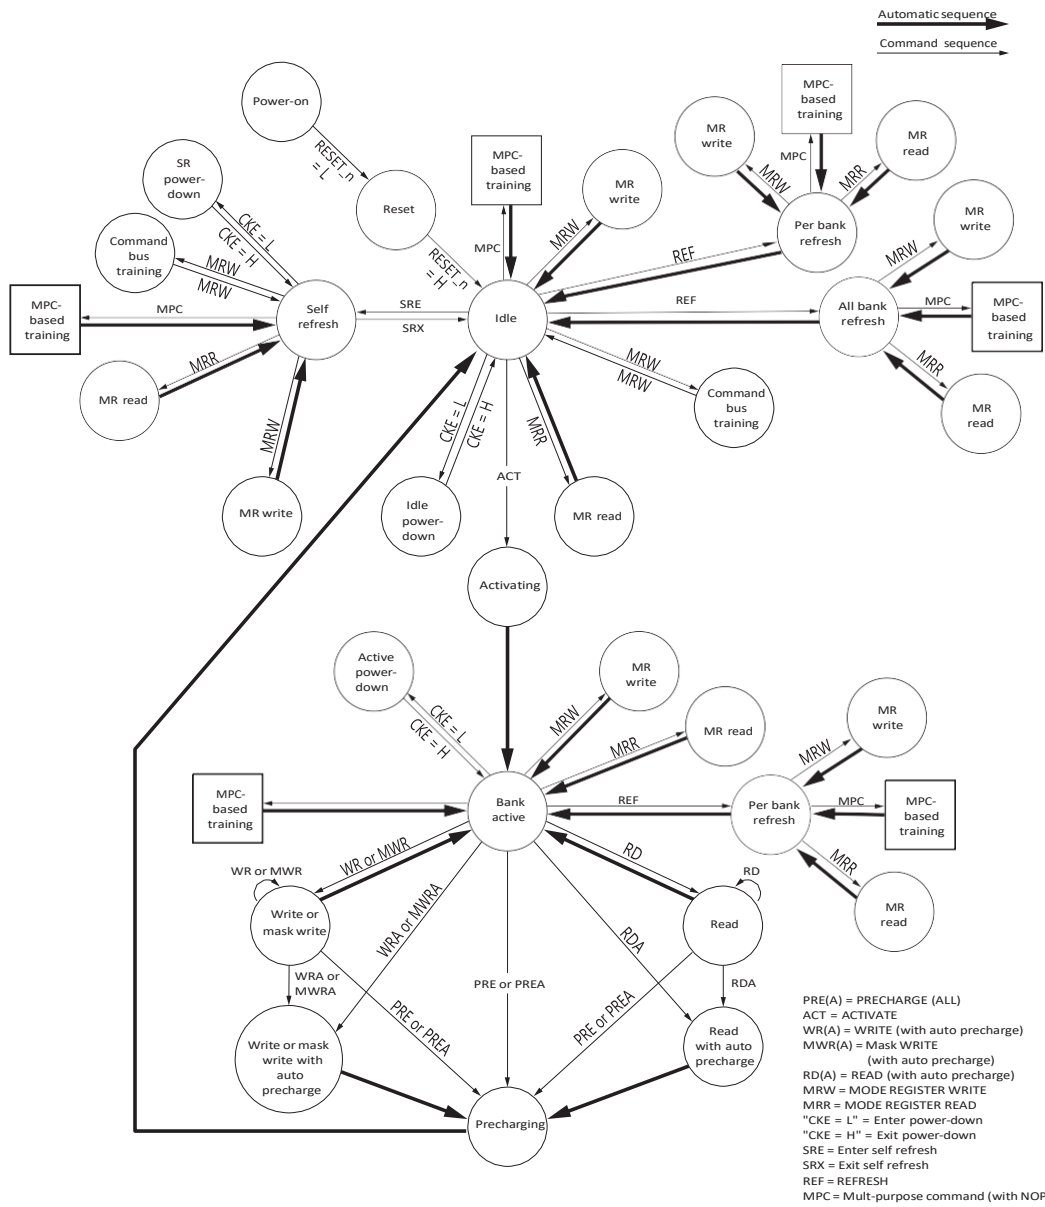 Automatic sequence
Command sequence
Power-on
RESET_n
= L
Reset
RESET_n
= H
SR
power-
down
CKE = L
CKE = H
Command
bus
training
MRW
MRW
MPC-
based
training
MPC
MRR
MR read
MRW
MR write
Self
refresh
SRE
SRX
Idle
MPC-
based
training
MPC
MR
write
MRW
MR
write
MRW
MPC-
based
training
MPC
MR
read
MRR
Per bank
refresh
REF
REF
All bank
refresh
MR
write
MRW
MPC
MPC-
based
training
MRR
MR
read
MRW
MRW
Command
bus
training
CKE = L
CKE = H
Idle
power-
down
MRR
MR read
ACT
Activating
Active
power-
down
CKE = L
CKE = H
MR
write
MRW
MR read
MRR
MPC-
based
training
Bank
active
REF
Per bank
refresh
MR
write
MRW
MPC
MPC-
based
training
MRR
MR
read
WR or MWR
WR or MWR
Write or
mask write
RD
RD
Read
WRA or MWRA
RDA
WRA or
MWRA
PRE or PREA
PRE or PREA
PRE or PREA
RDA
Write or mask
write with
auto
precharge
Read
with auto
precharge
Precharging
PRE(A) = PRECHARGE (ALL)
ACT = ACTIVATE
WR(A) = WRITE (with auto precharge)
MWR(A) = Mask WRITE
(with auto precharge)
RD(A) = READ (with auto precharge)
MRW = MODE REGISTER WRITE
MRR = MODE REGISTER READ
"CKE = L" = Enter power-down
"CKE = H" = Exit power-down
SRE = Enter self refresh
SRX = Exit self refresh
REF = REFRESH
MPC = Mult-purpose command (with NOP